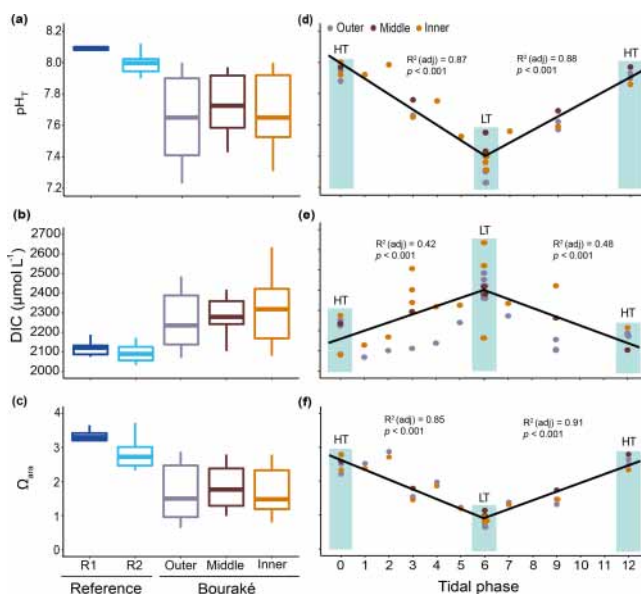 (a)
8.2
8.0
7.8
7.6
7.4
7.2
pHT
(b)
2700
2600
2500
2400
2300
2200
2100
2000
DIC (µmol L⁻¹)
(c)
4
3
2
1
0
Ωara
R1 R2 Outer Middle Inner
Reference Bouraké
(d) Outer Middle Inner
HT
R² (adj) = 0.87
p < 0.001
R² (adj) = 0.88
p < 0.001
HT
LT
(e)
LT
R² (adj) = 0.42
p < 0.001
R² (adj) = 0.48
p < 0.001
HT
HT
(f)
R² (adj) = 0.85
p < 0.001
R² (adj) = 0.91
p < 0.001
HT
HT
LT
0 1 2 3 4 5 6 7 8 9 10 11 12
Tidal phase